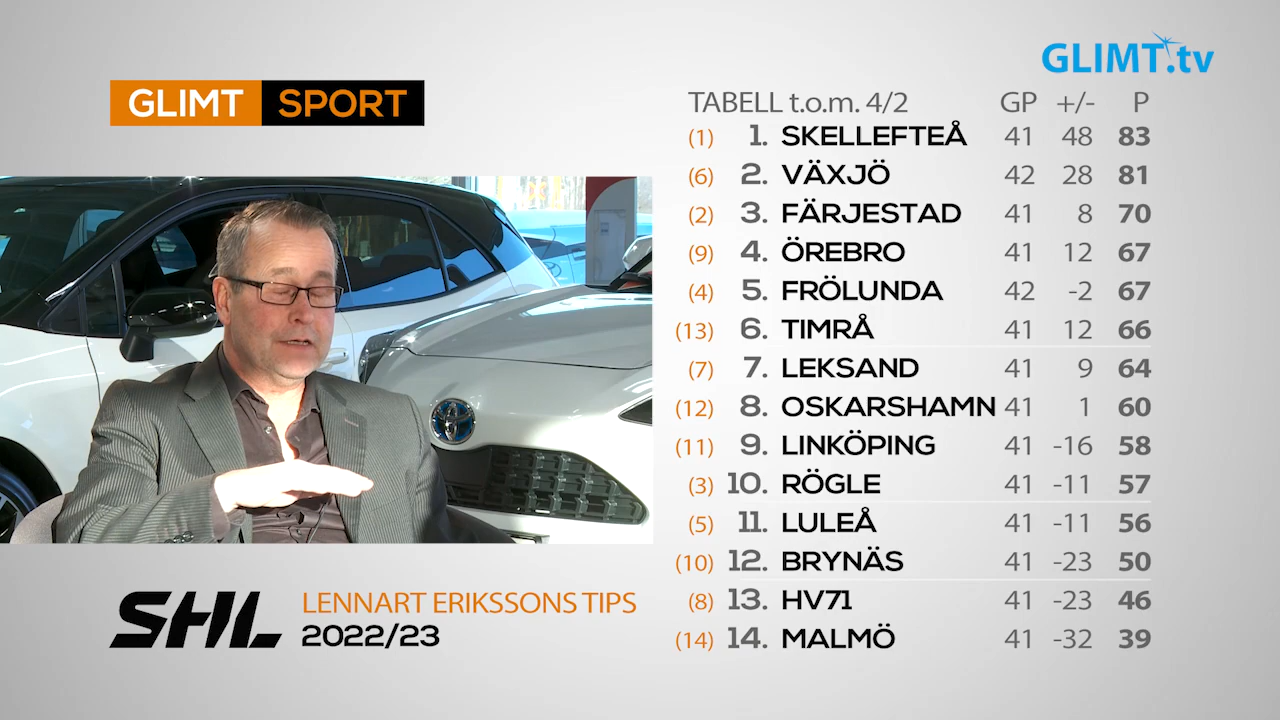 GLIMT.tv
GLIMT SPORT
TABELL t.o.m. 4/2 GP +/- P
(1) 1. SKELLEFTEÅ 41 48 83
(6) 2. VÄXJÖ 42 28 81
(2) 3. FÄRJESTAD 41 8 70
(9) 4. ÖREBRO 41 12 67
(4) 5. FRÖLUNDA 42 -2 67
(13) 6. TIMRÅ 41 12 66
(7) 7. LEKSAND 41 9 64
(12) 8. OSKARSHAMN 41 1 60
(11) 9. LINKÖPING 41 -16 58
(3) 10. RÖGLE 41 -11 57
(5) 11. LULEÅ 41 -11 56
(10) 12. BRYNÄS 41 -23 50
(8) 13. HV71 41 -23 46
(14) 14. MALMÖ 41 -32 39
SHL
LENNART ERIKSSONS TIPS
2022/23